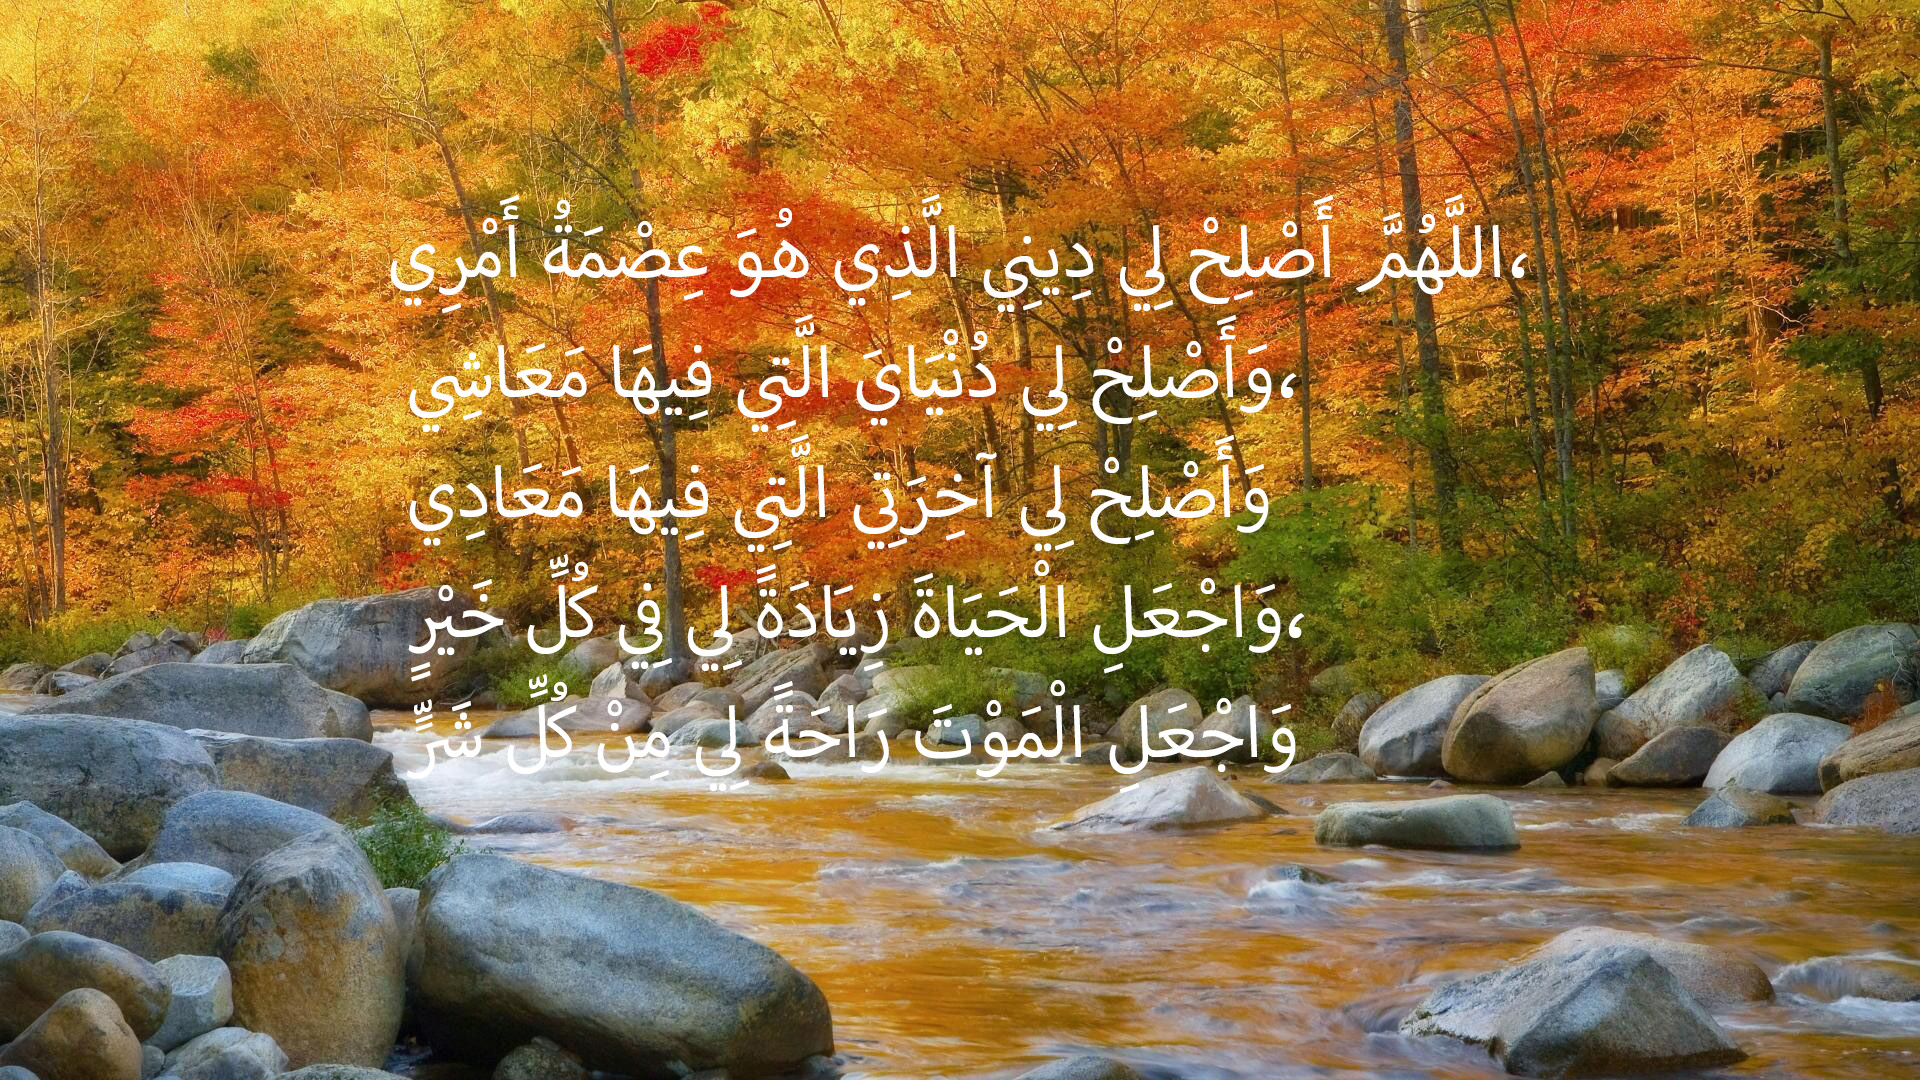 اللَّهُمَّ أَصْلِحْ لِي دِينِي الَّذِي هُوَ عِصْمَةُ أَمْرِي،
وَأَصْلِحْ لِي دُنْيَايَ الَّتِي فِيهَا مَعَاشِي،
وَأَصْلِحْ لِي آخِرَتِي الَّتِي فِيهَا مَعَادِي
وَاجْعَلِ الْحَيَاةَ زِيَادَةً لِي فِي كُلِّ خَيْرٍ،
وَاجْعَلِ الْمَوْتَ رَاحَةً لِي مِنْ كُلِّ شَرٍّ